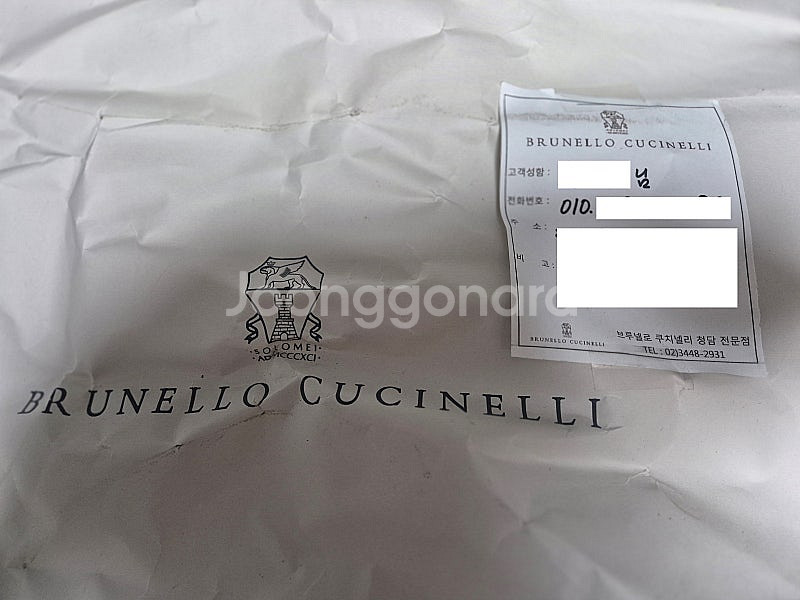 BRUNELLO CUCINELLI
고객성함 : 님
전화번호 : 010.
주 소 :
비 고 :
BRUNELLO CUCINELLI
브루넬로 쿠치넬리 청담 전문점
TEL : 02)3448-2931
Joonggonara
·SOLOMEI·
·AD·MCCCXCI·
BRUNELLO CUCINELLI